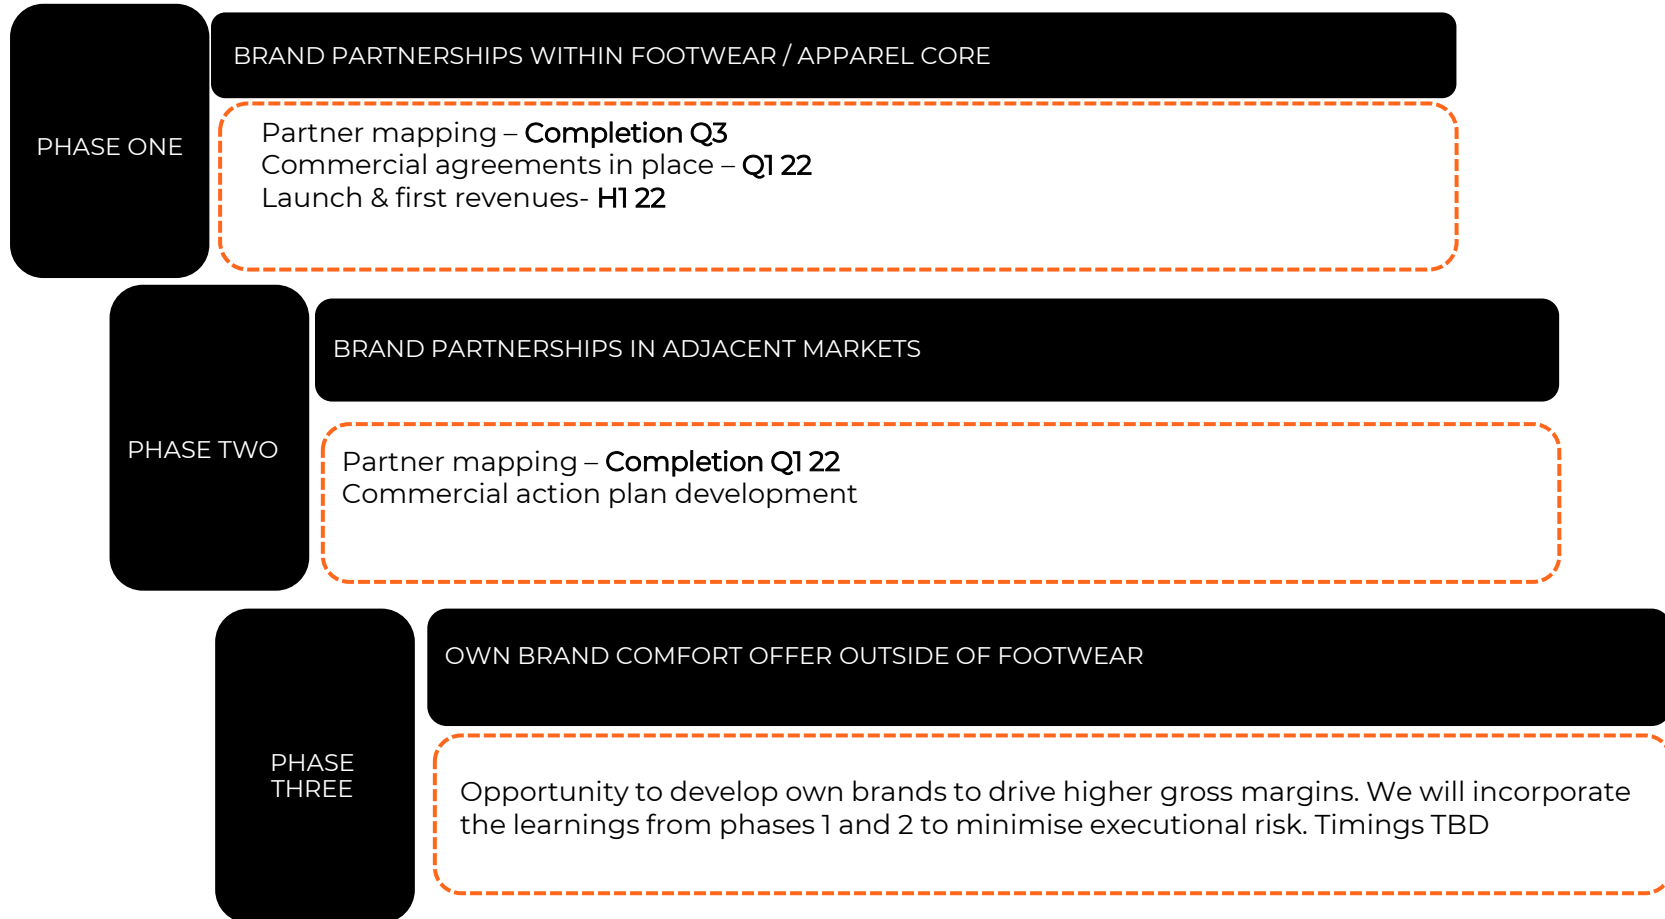 BRAND PARTNERSHIPS WITHIN FOOTWEAR / APPAREL CORE
PHASE ONE
Partner mapping – Completion Q3
Commercial agreements in place – Q1 22
Launch & first revenues- H1 22
BRAND PARTNERSHIPS IN ADJACENT MARKETS
PHASE TWO
Partner mapping – Completion Q1 22
Commercial action plan development
OWN BRAND COMFORT OFFER OUTSIDE OF FOOTWEAR
PHASE
THREE
Opportunity to develop own brands to drive higher gross margins. We will incorporate
the learnings from phases 1 and 2 to minimise executional risk. Timings TBD